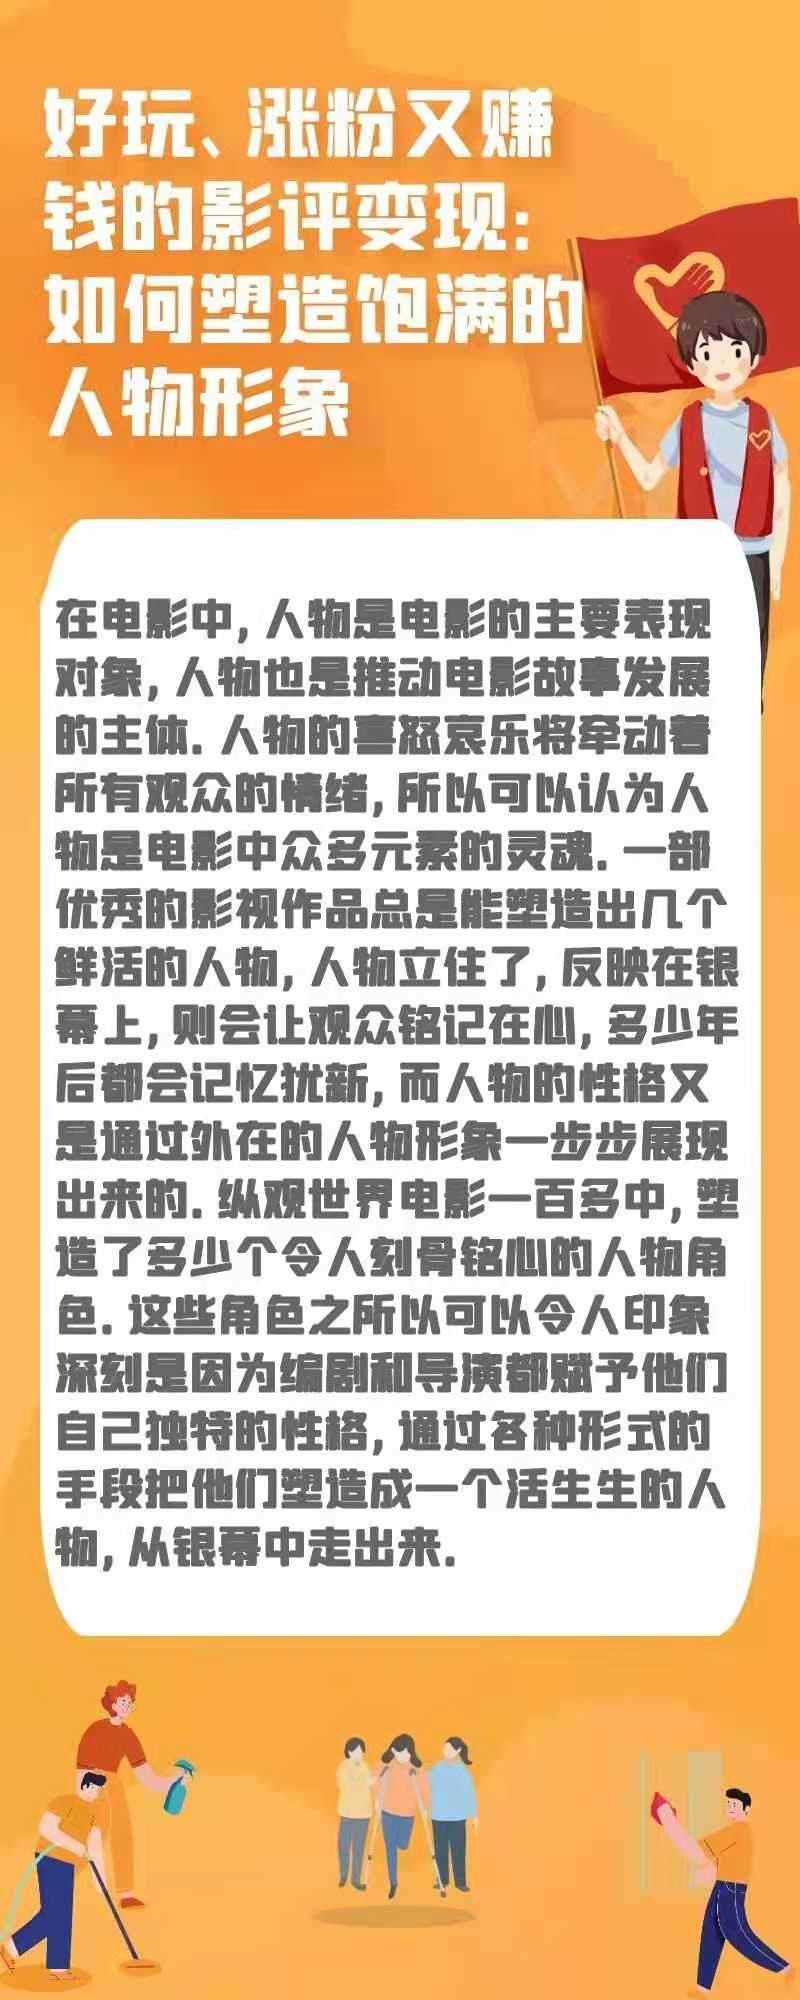 好玩、涨粉又赚
钱的影评变现:
如何塑造饱满的
人物形象
在电影中,人物是电影的主要表现
对象,人物也是推动电影故事发展
的主体.人物的喜怒哀乐将牵动着
所有观众的情绪,所以可以认为人
物是电影中众多元素的灵魂.一部
优秀的影视作品总是能塑造出几个
鲜活的人物,人物立住了,反映在银
幕上,则会让观众铭记在心,多少年
后都会记忆犹新,而人物的性格又
是通过外在的人物形象一步步展现
出来的.纵观世界电影一百多中,塑
造了多少个令人刻骨铭心的人物角
色.这些角色之所以可以令人印象
深刻是因为编剧和导演都赋予他们
自己独特的性格,通过各种形式的
手段把他们塑造成一个活生生的人
物,从银幕中走出来.